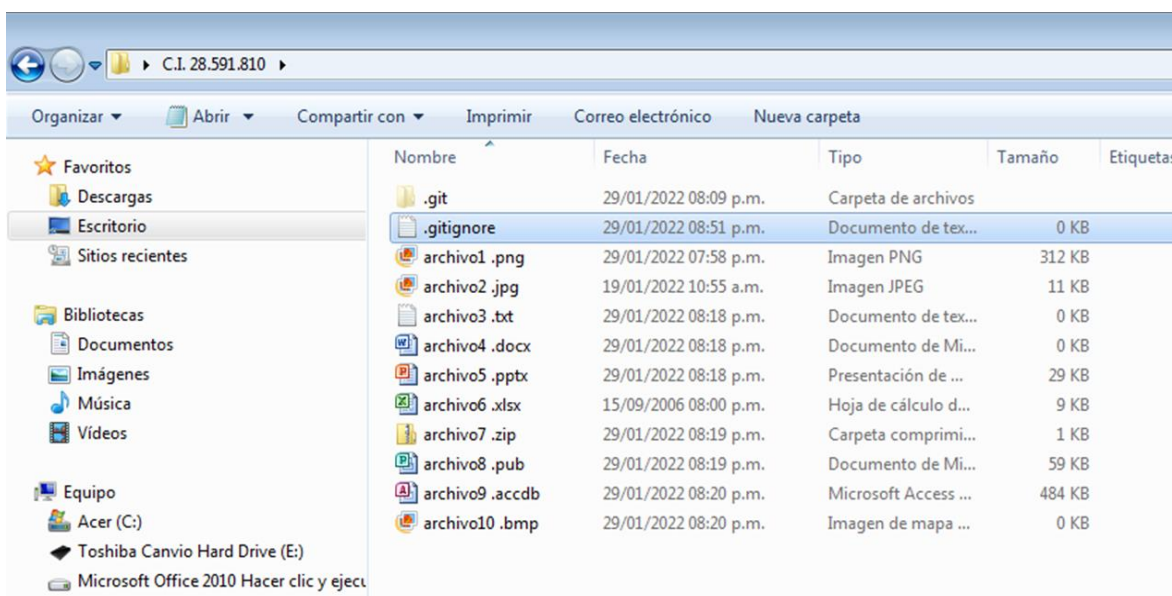 C.I. 28.591.810
Organizar Abrir Compartir con Imprimir Correo electrónico Nueva carpeta
Favoritos
Descargas
Escritorio
Sitios recientes
Bibliotecas
Documentos
Imágenes
Música
Vídeos
Equipo
Acer (C:)
Toshiba Canvio Hard Drive (E:)
Microsoft Office 2010 Hacer clic y ejecu
Nombre Fecha Tipo Tamaño Etiquetas
.git 29/01/2022 08:09 p.m. Carpeta de archivos
.gitignore 29/01/2022 08:51 p.m. Documento de tex... 0 KB
archivo1 .png 29/01/2022 07:58 p.m. Imagen PNG 312 KB
archivo2 .jpg 19/01/2022 10:55 a.m. Imagen JPEG 11 KB
archivo3 .txt 29/01/2022 08:18 p.m. Documento de tex... 0 KB
archivo4 .docx 29/01/2022 08:18 p.m. Documento de Mi... 0 KB
archivo5 .pptx 29/01/2022 08:18 p.m. Presentación de ... 29 KB
archivo6 .xlsx 15/09/2006 08:00 p.m. Hoja de cálculo d... 9 KB
archivo7 .zip 29/01/2022 08:19 p.m. Carpeta comprimi... 1 KB
archivo8 .pub 29/01/2022 08:19 p.m. Documento de Mi... 59 KB
archivo9 .accdb 29/01/2022 08:20 p.m. Microsoft Access ... 484 KB
archivo10 .bmp 29/01/2022 08:20 p.m. Imagen de mapa ... 0 KB